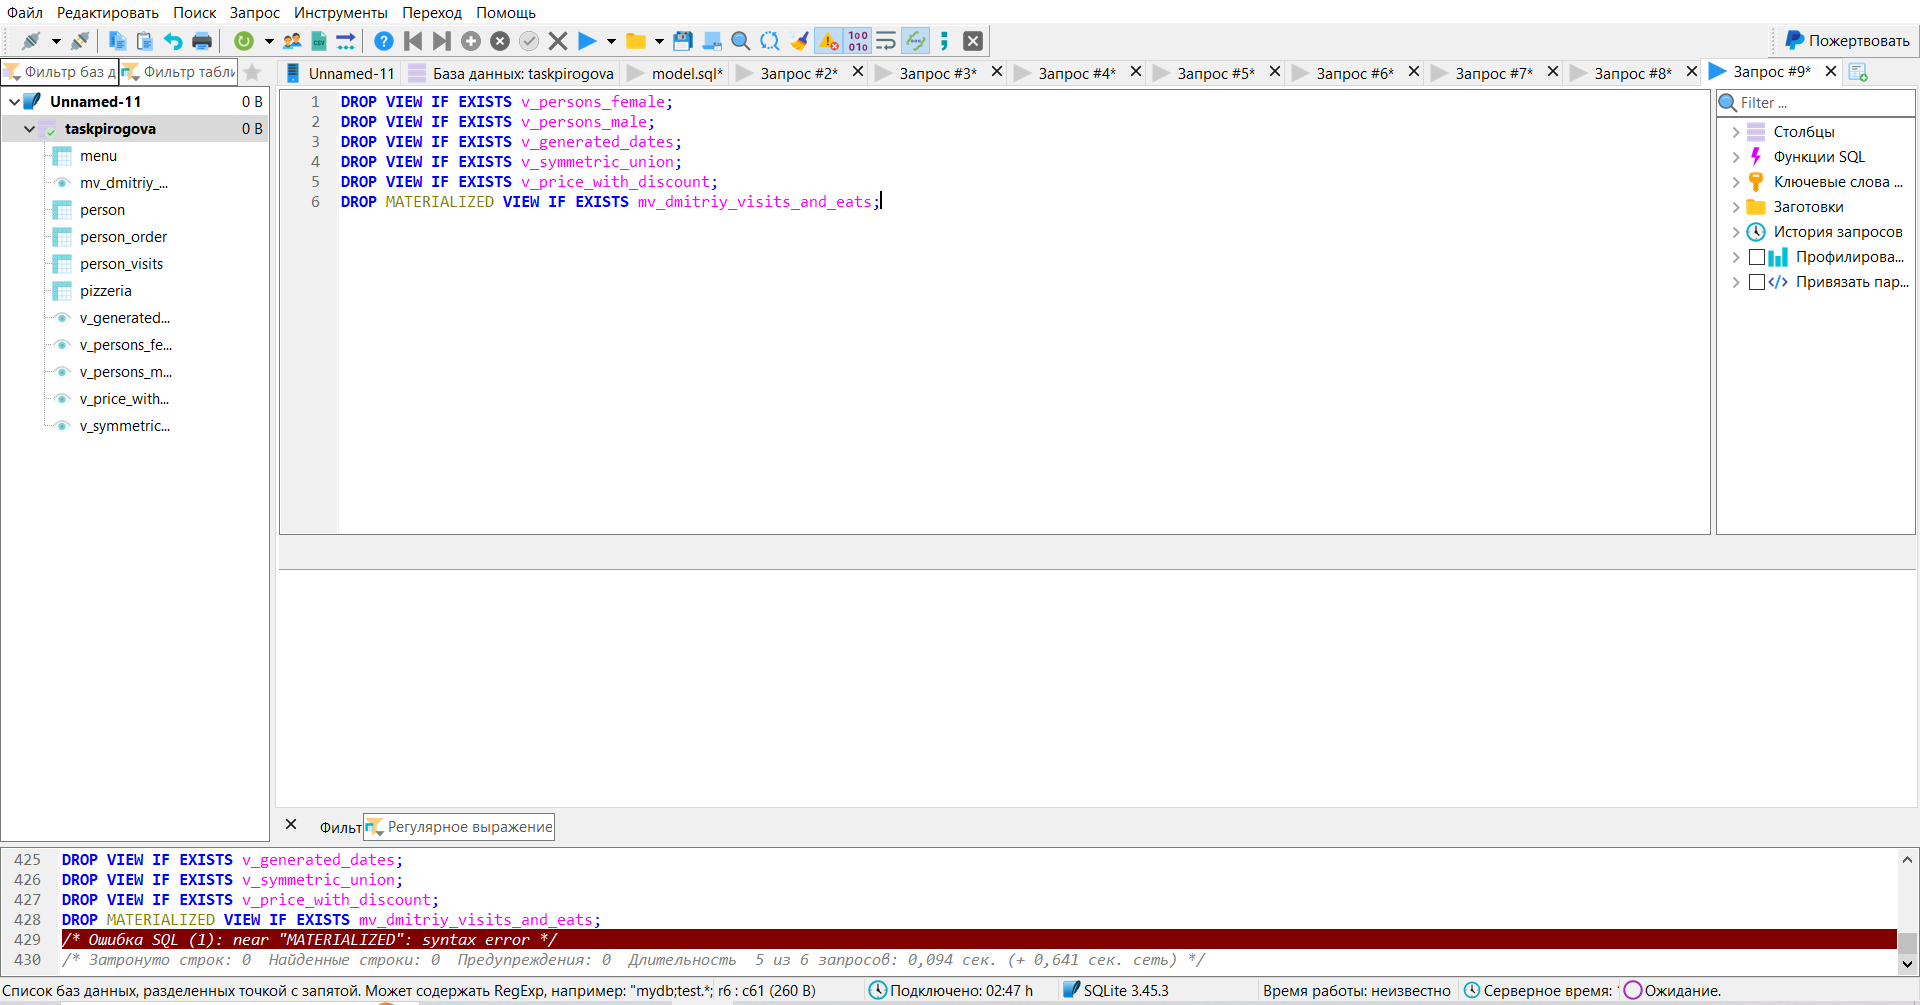 Файл Редактировать Поиск Запрос Инструменты Переход Помощь
100
010
Пожертвовать
Фильтр баз д Фильтр табли
Unnamed-11 База данных: taskpirogova model.sql* Запрос #2* Запрос #3* Запрос #4* Запрос #5* Запрос #6* Запрос #7* Запрос #8* Запрос #9*
Unnamed-11 0 B
taskpirogova 0 B
menu
mv_dmitriy_...
person
person_order
person_visits
pizzeria
v_generated...
v_persons_fe...
v_persons_m...
v_price_with...
v_symmetric...
1 DROP VIEW IF EXISTS v_persons_female;
2 DROP VIEW IF EXISTS v_persons_male;
3 DROP VIEW IF EXISTS v_generated_dates;
4 DROP VIEW IF EXISTS v_symmetric_union;
5 DROP VIEW IF EXISTS v_price_with_discount;
6 DROP MATERIALIZED VIEW IF EXISTS mv_dmitriy_visits_and_eats;
Filter ...
Столбцы
Функции SQL
Ключевые слова ...
Заготовки
История запросов
Профилирова...
Привязать пар...
Фильт Регулярное выражение
425 DROP VIEW IF EXISTS v_generated_dates;
426 DROP VIEW IF EXISTS v_symmetric_union;
427 DROP VIEW IF EXISTS v_price_with_discount;
428 DROP MATERIALIZED VIEW IF EXISTS mv_dmitriy_visits_and_eats;
429 /* Ошибка SQL (1): near "MATERIALIZED": syntax error */
430 /* Затронуто строк: 0 Найденные строки: 0 Предупреждения: 0 Длительность 5 из 6 запросов: 0,094 сек. (+ 0,641 сек. сеть) */
Список баз данных, разделенных точкой с запятой. Может содержать RegExp, например: "mydb;test.*; r6 : c61 (260 B) Подключено: 02:47 h SQLite 3.45.3 Время работы: неизвестно Серверное время: Ожидание.